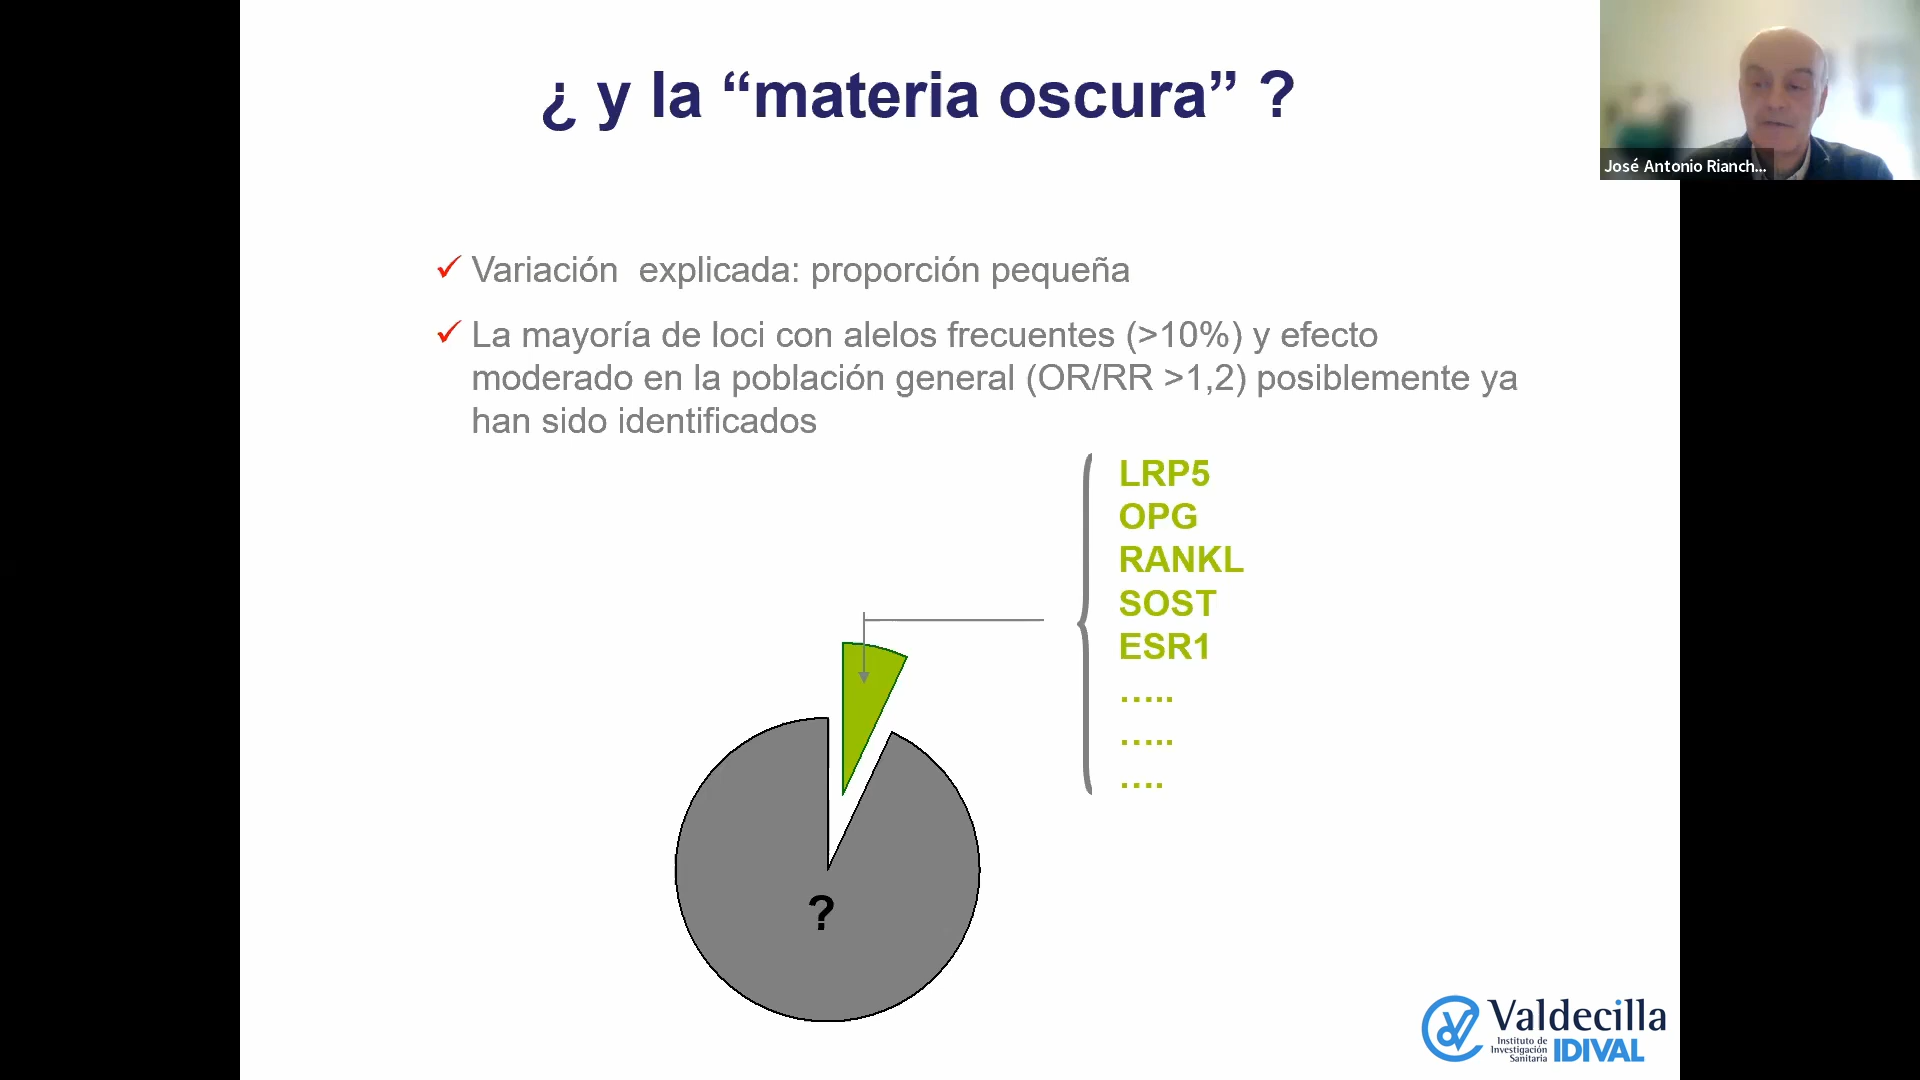 ¿ y la “materia oscura” ?
José Antonio Rianch...
✓ Variación explicada: proporción pequeña
✓ La mayoría de loci con alelos frecuentes (>10%) y efecto
moderado en la población general (OR/RR >1,2) posiblemente ya
han sido identificados
LRP5
OPG
RANKL
SOST
ESR1
…..
…..
….
?
Valdecilla
Instituto de
Investigación
Sanitaria
IDIVAL